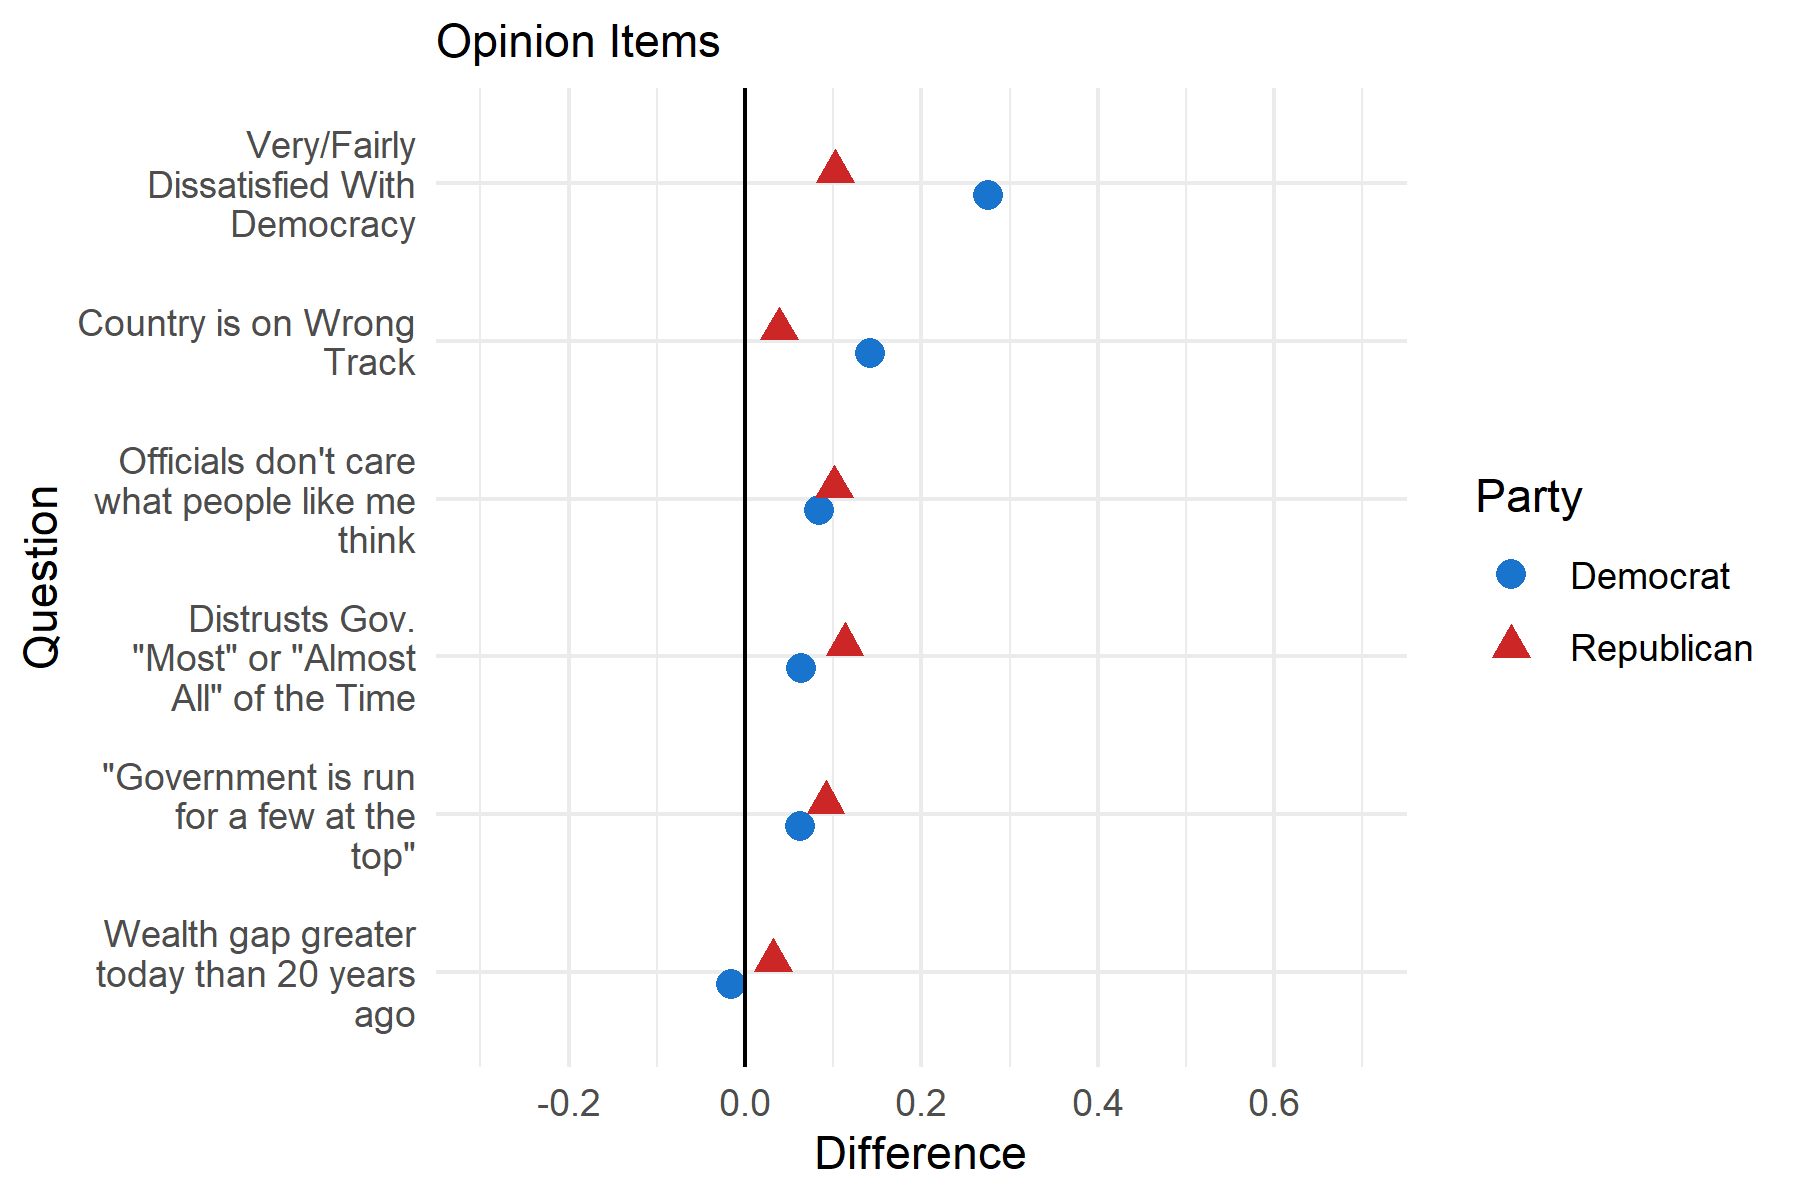 Opinion Items
Question
Very/Fairly
Dissatisfied With
Democracy
Country is on Wrong
Track
Officials don't care
what people like me
think
Distrusts Gov.
"Most" or "Almost
All" of the Time
"Government is run
for a few at the
top"
Wealth gap greater
today than 20 years
ago
-0.2 0.0 0.2 0.4 0.6
Difference
Party
Democrat
Republican